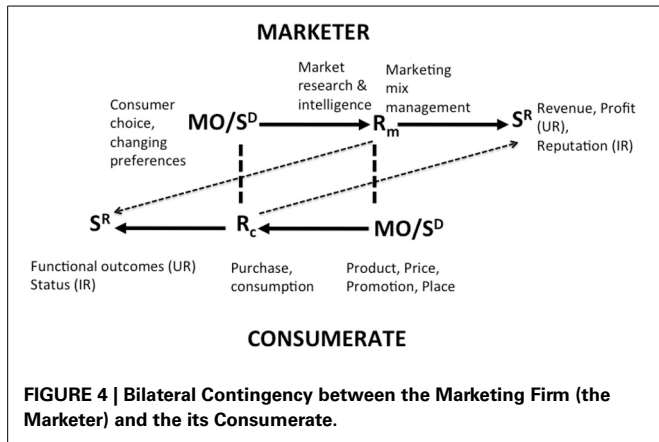 MARKETER
Market
research &
intelligence
Marketing
mix
management
Consumer
choice,
changing
preferences
MO/S^D
R_m
S^R
Revenue, Profit
(UR),
Reputation (IR)
S^R
R_c
MO/S^D
Functional outcomes (UR)
Status (IR)
Purchase,
consumption
Product, Price,
Promotion, Place
CONSUMERATE
FIGURE 4 | Bilateral Contingency between the Marketing Firm (the
Marketer) and the its Consumerate.